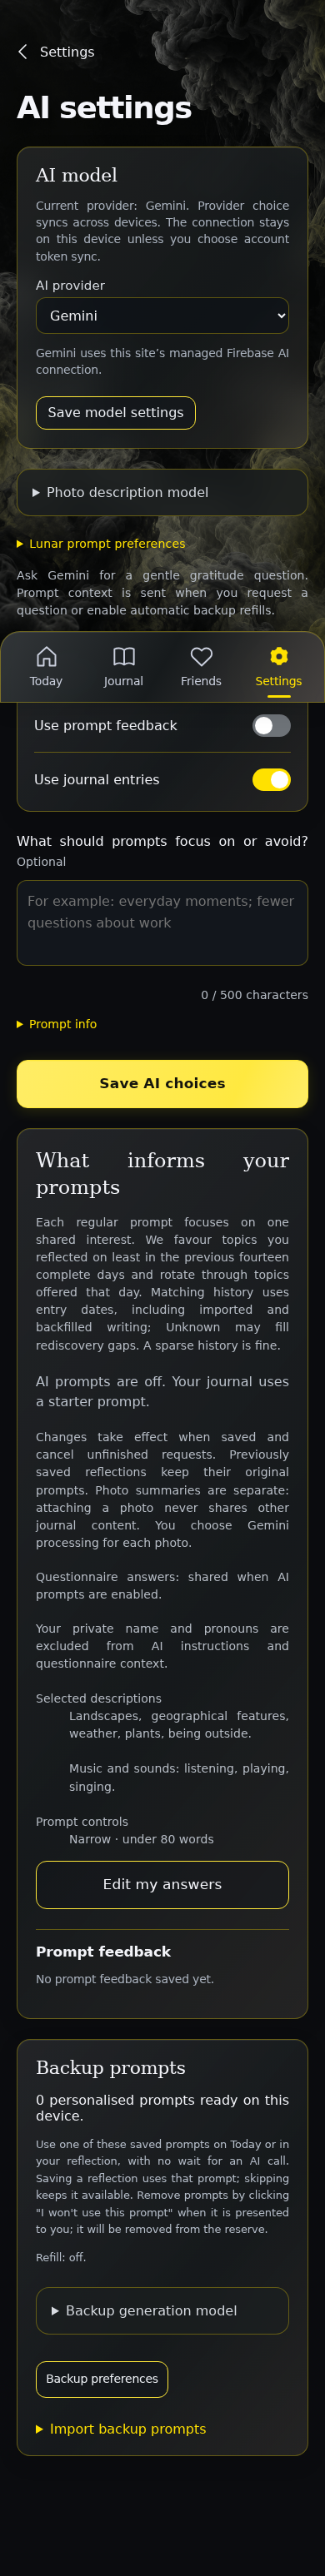 Settings
AI settings
AI model
Current provider: Gemini. Provider choice
syncs across devices. The connection stays
on this device unless you choose account
token sync.
AI provider
Gemini
Gemini uses this site’s managed Firebase AI
connection.
Save model settings
Photo description model
Lunar prompt preferences
Ask Gemini for a gentle gratitude question.
Prompt context is sent when you request a
question or enable automatic backup refills.
Today Journal Friends Settings
Use prompt feedback
Use journal entries
What should prompts focus on or avoid?
Optional
For example: everyday moments; fewer
questions about work
0 / 500 characters
Prompt info
Save AI choices
What informs your
prompts
Each regular prompt focuses on one
shared interest. We favour topics you
reflected on least in the previous fourteen
complete days and rotate through topics
offered that day. Matching history uses
entry dates, including imported and
backfilled writing; Unknown may fill
rediscovery gaps. A sparse history is fine.
AI prompts are off. Your journal uses
a starter prompt.
Changes take effect when saved and
cancel unfinished requests. Previously
saved reflections keep their original
prompts. Photo summaries are separate:
attaching a photo never shares other
journal content. You choose Gemini
processing for each photo.
Questionnaire answers: shared when AI
prompts are enabled.
Your private name and pronouns are
excluded from AI instructions and
questionnaire context.
Selected descriptions
Landscapes, geographical features,
weather, plants, being outside.
Music and sounds: listening, playing,
singing.
Prompt controls
Narrow · under 80 words
Edit my answers
Prompt feedback
No prompt feedback saved yet.
Backup prompts
0 personalised prompts ready on this
device.
Use one of these saved prompts on Today or in
your reflection, with no wait for an AI call.
Saving a reflection uses that prompt; skipping
keeps it available. Remove prompts by clicking
"I won't use this prompt" when it is presented
to you; it will be removed from the reserve.
Refill: off.
Backup generation model
Backup preferences
Import backup prompts